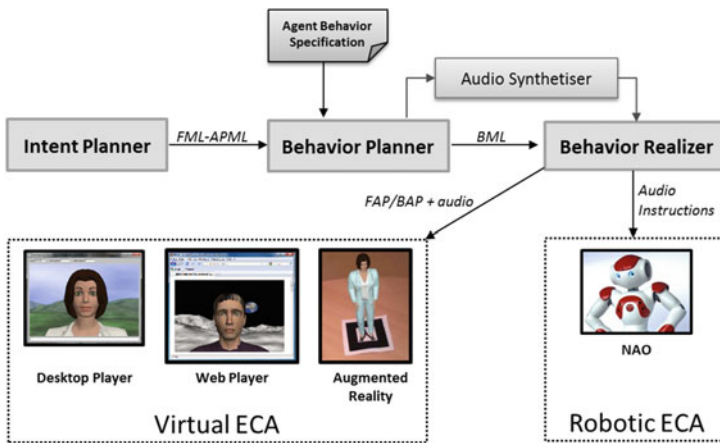 Agent Behavior
Specification
Audio Synthetiser
Intent Planner
FML-APML
Behavior Planner
BML
Behavior Realizer
FAP/BAP + audio
Audio
Instructions
Desktop Player
Web Player
Augmented
Reality
NAO
Virtual ECA
Robotic ECA